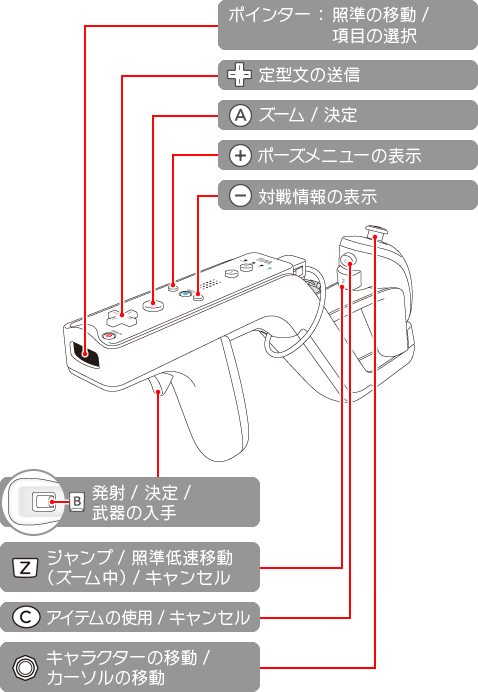 ポインター：照準の移動 /
項目の選択
定型文の送信
A ズーム / 決定
+ ポーズメニューの表示
− 対戦情報の表示
B 発射 / 決定 /
武器の入手
Z ジャンプ / 照準低速移動
（ズーム中）/ キャンセル
C アイテムの使用 / キャンセル
キャラクターの移動 /
カーソルの移動